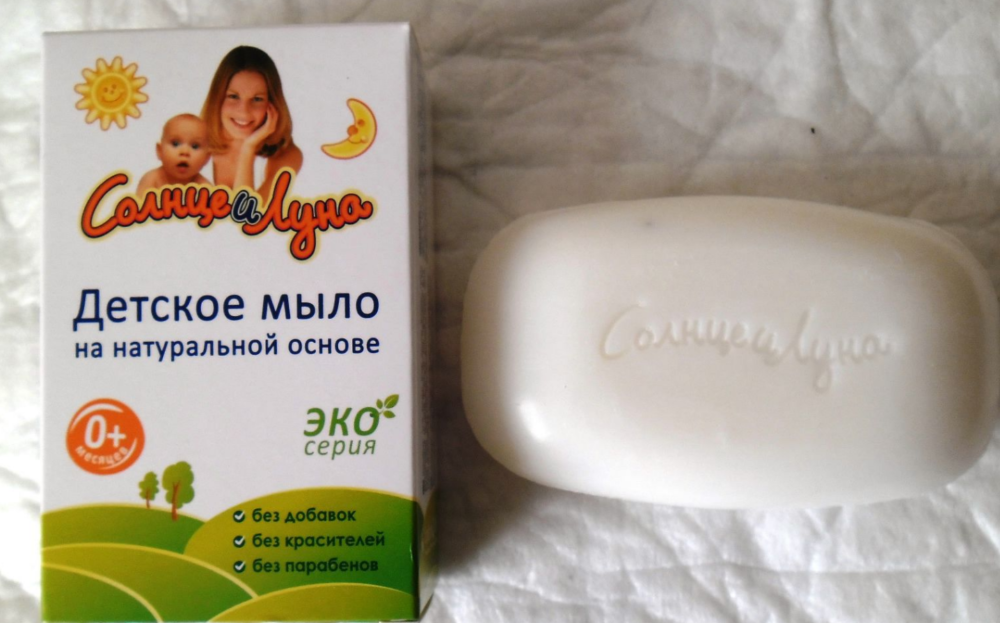 Солнце и Луна
Детское мыло
на натуральной основе
0+
месяцев
ЭКО
серия
без добавок
без красителей
без парабенов
Солнце и Луна